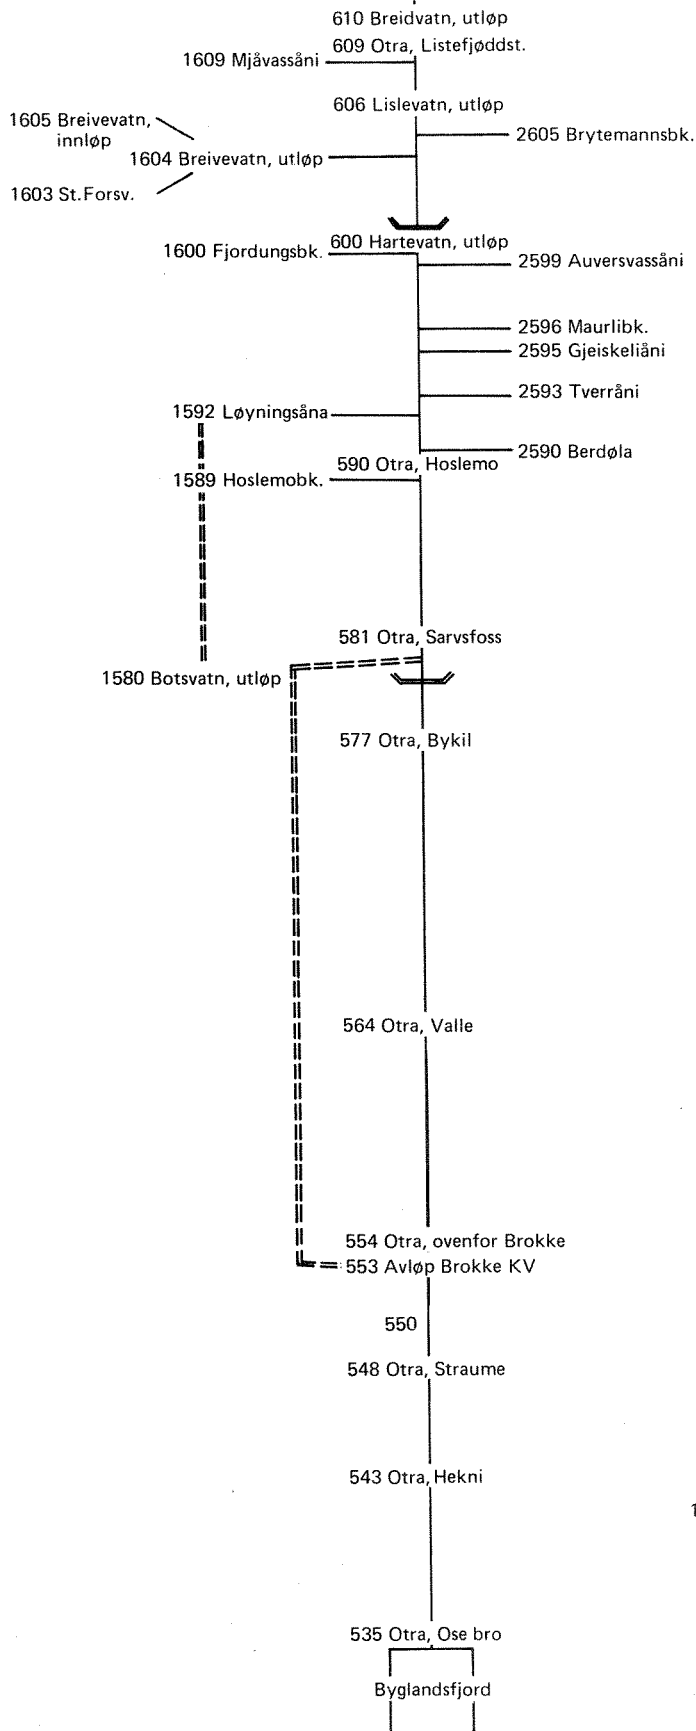 610 Breidvatn, utløp
609 Otra, Listefjøddst.
1609 Mjåvassåni
606 Lislevatn, utløp
1605 Breivevatn,
innløp
2605 Brytemannsbk.
1604 Breivevatn, utløp
1603 St.Forsv.
600 Hartevatn, utløp
1600 Fjordungsbk.
2599 Auversvassåni
2596 Maurlibk.
2595 Gjeiskeliåni
2593 Tverråni
1592 Løyningsåna
2590 Berdøla
590 Otra, Hoslemo
1589 Hoslemobk.
581 Otra, Sarvsfoss
1580 Botsvatn, utløp
577 Otra, Bykil
564 Otra, Valle
554 Otra, ovenfor Brokke
553 Avløp Brokke KV
550
548 Otra, Straume
543 Otra, Hekni
1
535 Otra, Ose bro
Byglandsfjord